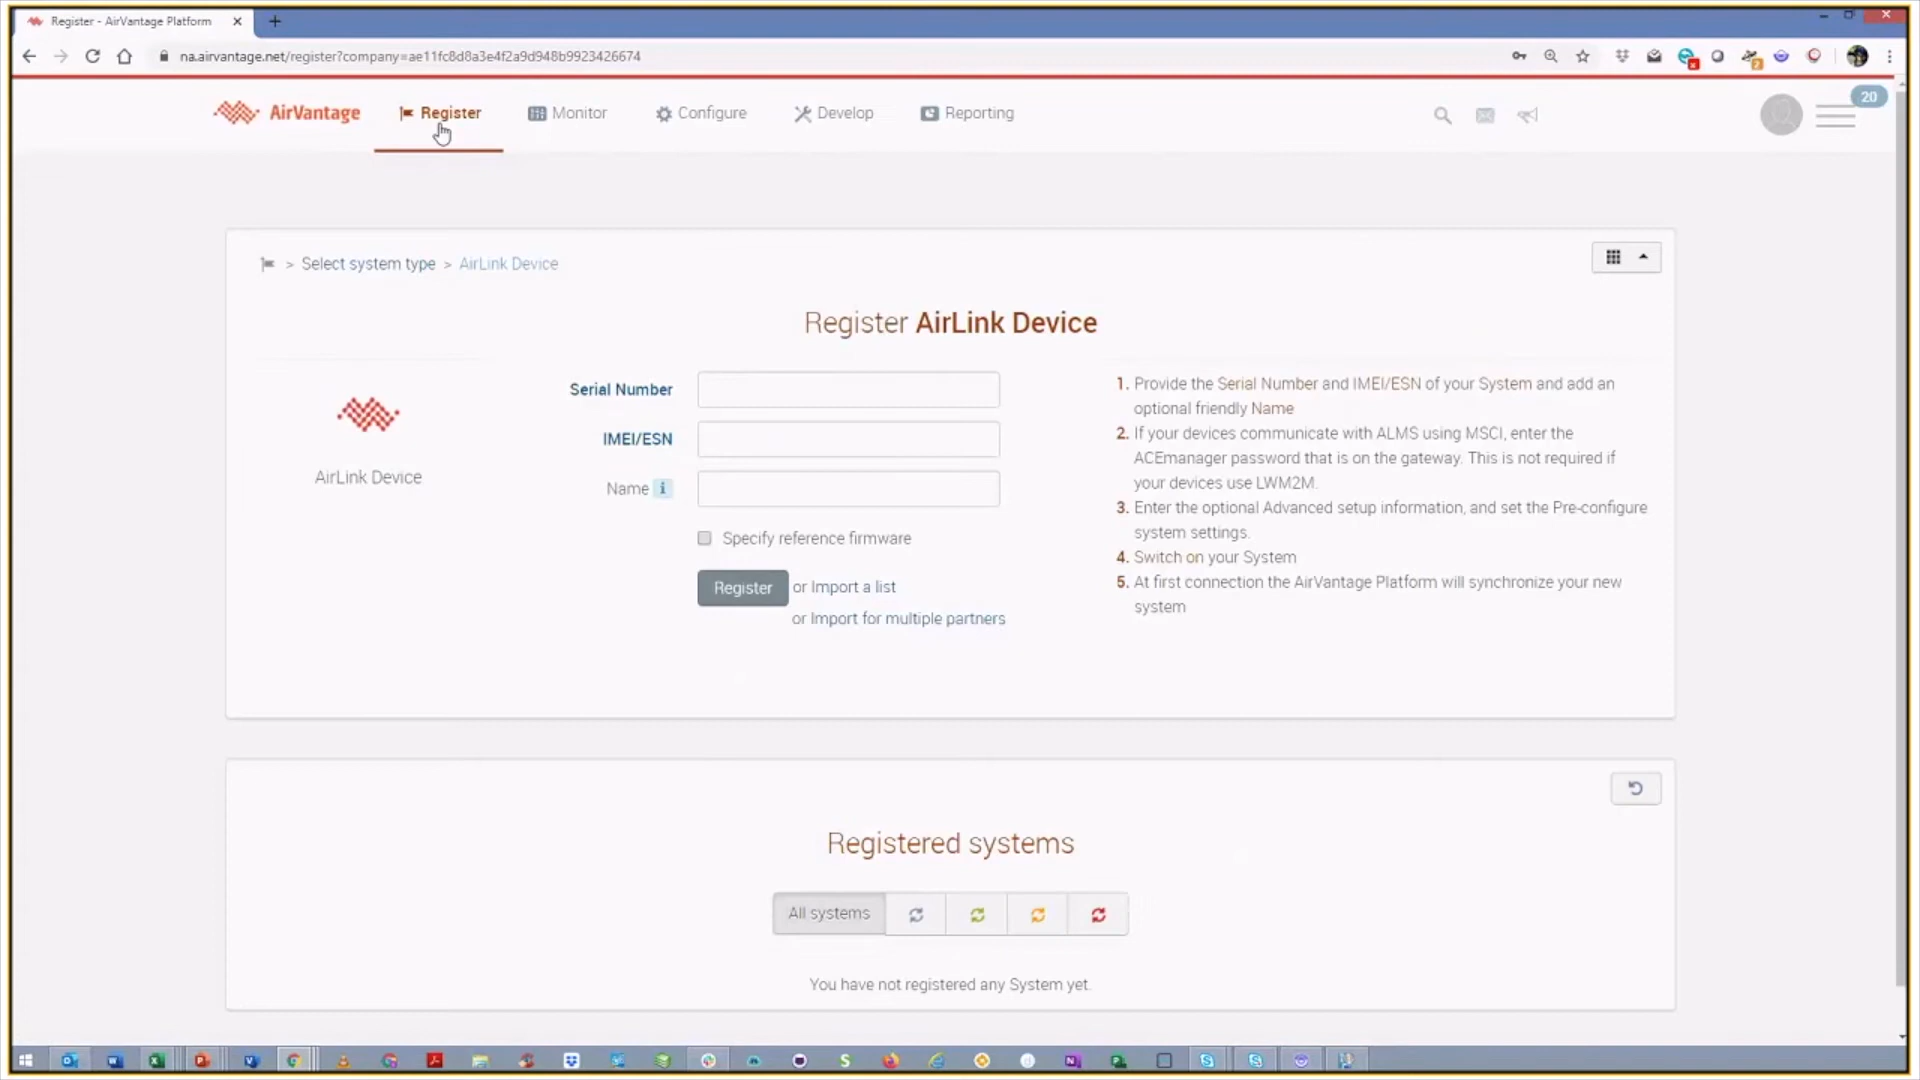 Register - AirVantage Platform
na.airvantage.net/register?company=ae11fc8d8a3e4f2a9d948b9923426674
AirVantage Register Monitor Configure Develop Reporting 20
> Select system type > AirLink Device
Register AirLink Device
AirLink Device
Serial Number
IMEI/ESN
Name i
Specify reference firmware
Register or Import a list
or Import for multiple partners
1. Provide the Serial Number and IMEI/ESN of your System and add an
optional friendly Name
2. If your devices communicate with ALMS using MSCI, enter the
ACEmanager password that is on the gateway. This is not required if
your devices use LWM2M.
3. Enter the optional Advanced setup information, and set the Pre-configure
system settings.
4. Switch on your System
5. At first connection the AirVantage Platform will synchronize your new
system
Registered systems
All systems
You have not registered any System yet.